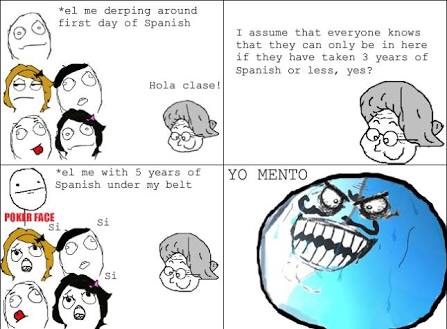 *el me derping around
first day of Spanish
Hola clase!
I assume that everyone knows
that they can only be in here
if they have taken 3 years of
Spanish or less, yes?
*el me with 5 years of
Spanish under my belt
POKER FACE
Si
Si
Si
YO MENTO